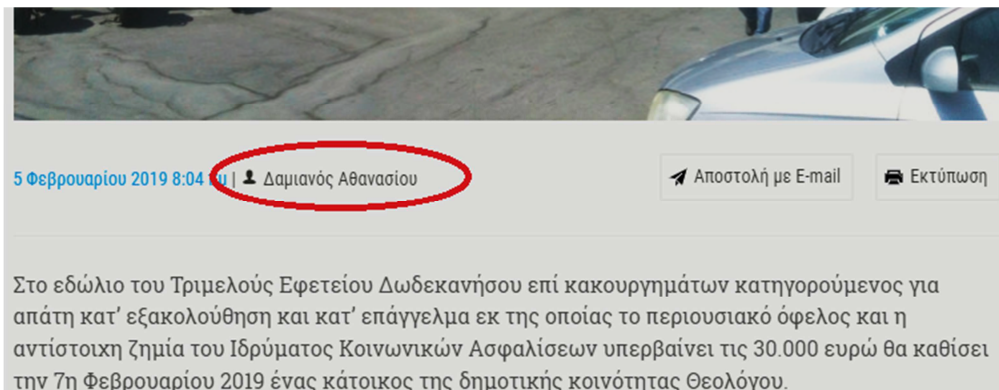 5 Φεβρουαρίου 2019 8:04 | Δαμιανός Αθανασίου
Αποστολή με E-mail
Εκτύπωση
Στο εδώλιο του Τριμελούς Εφετείου Δωδεκανήσου επί κακουργημάτων κατηγορούμενος για
απάτη κατ’ εξακολούθηση και κατ’ επάγγελμα εκ της οποίας το περιουσιακό όφελος και η
αντίστοιχη ζημία του Ιδρύματος Κοινωνικών Ασφαλίσεων υπερβαίνει τις 30.000 ευρώ θα καθίσει
την 7η Φεβρουαρίου 2019 ένας κάτοικος της δημοτικής κοινότητας Θεολόγου.